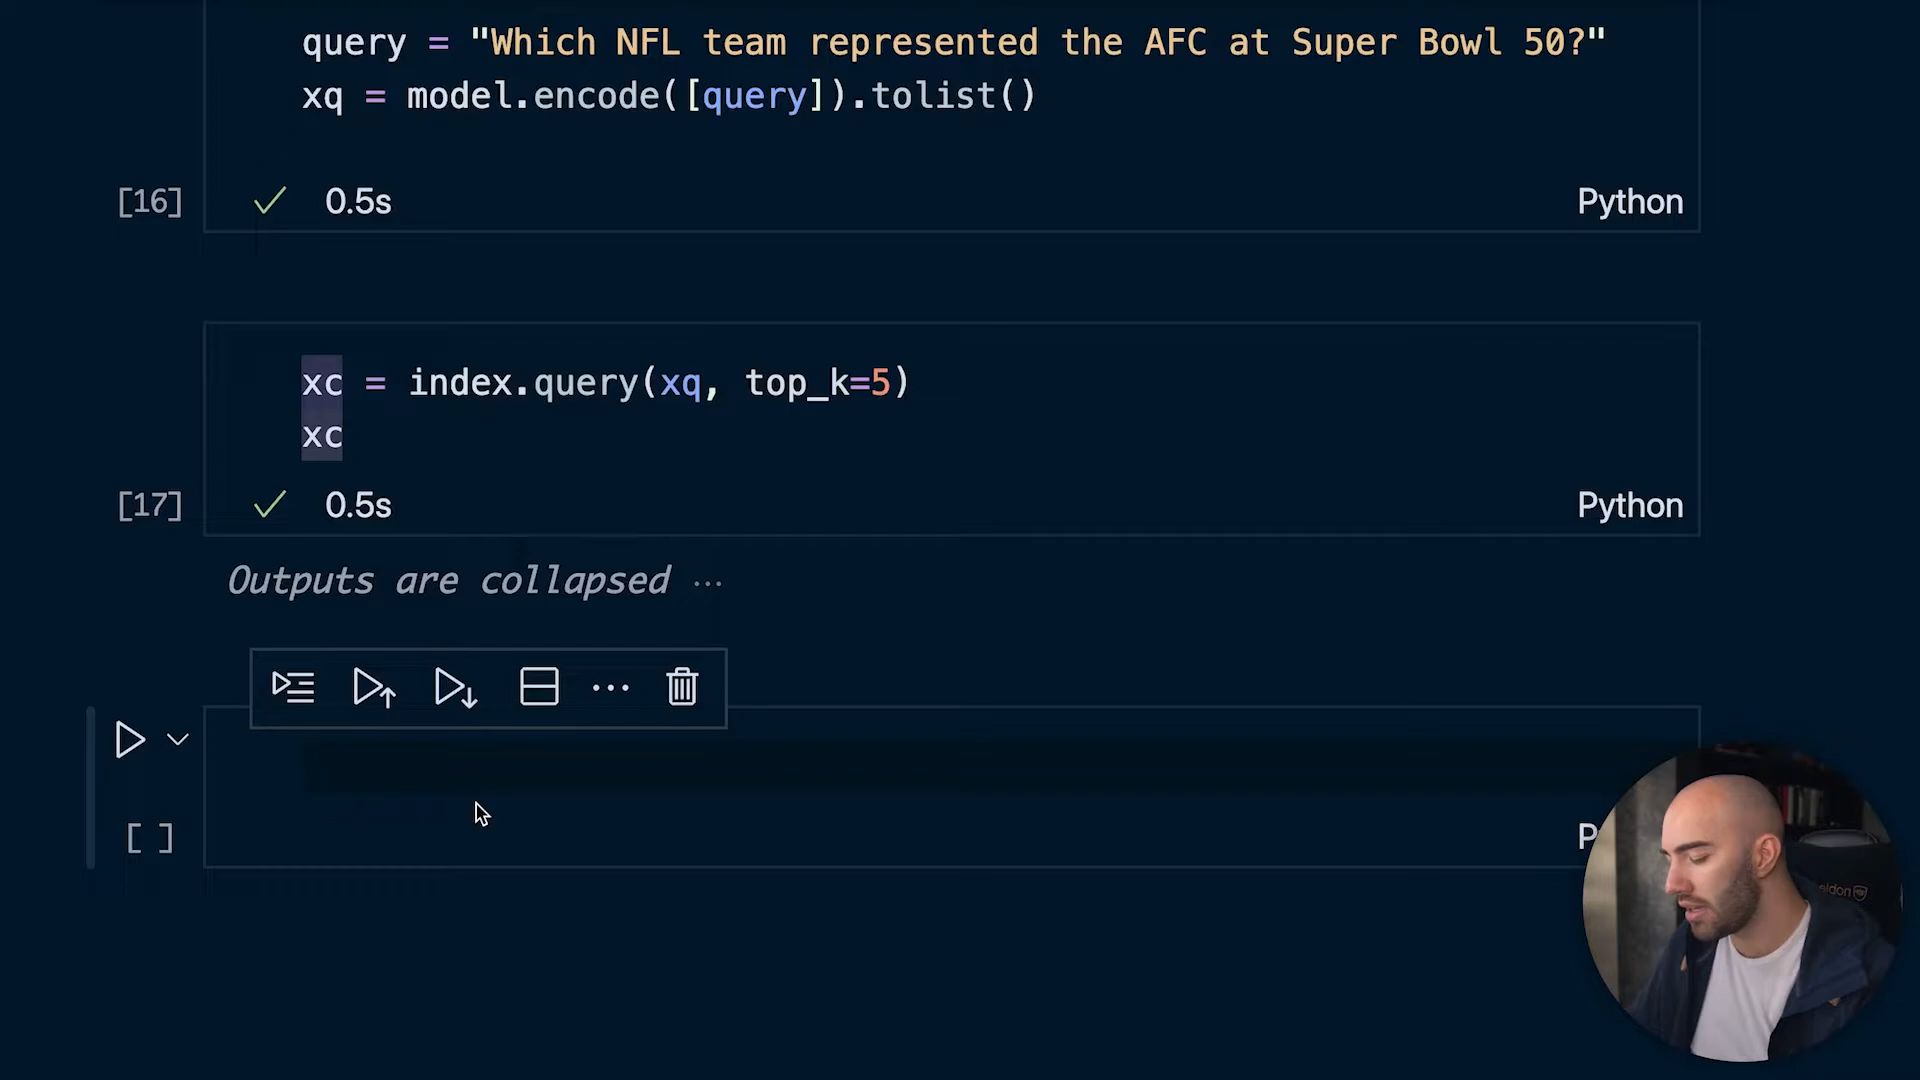 query = "Which NFL team represented the AFC at Super Bowl 50?"
xq = model.encode([query]).tolist()
[16] 0.5s Python
xc = index.query(xq, top_k=5)
xc
[17] 0.5s Python
Outputs are collapsed ...
[ ]